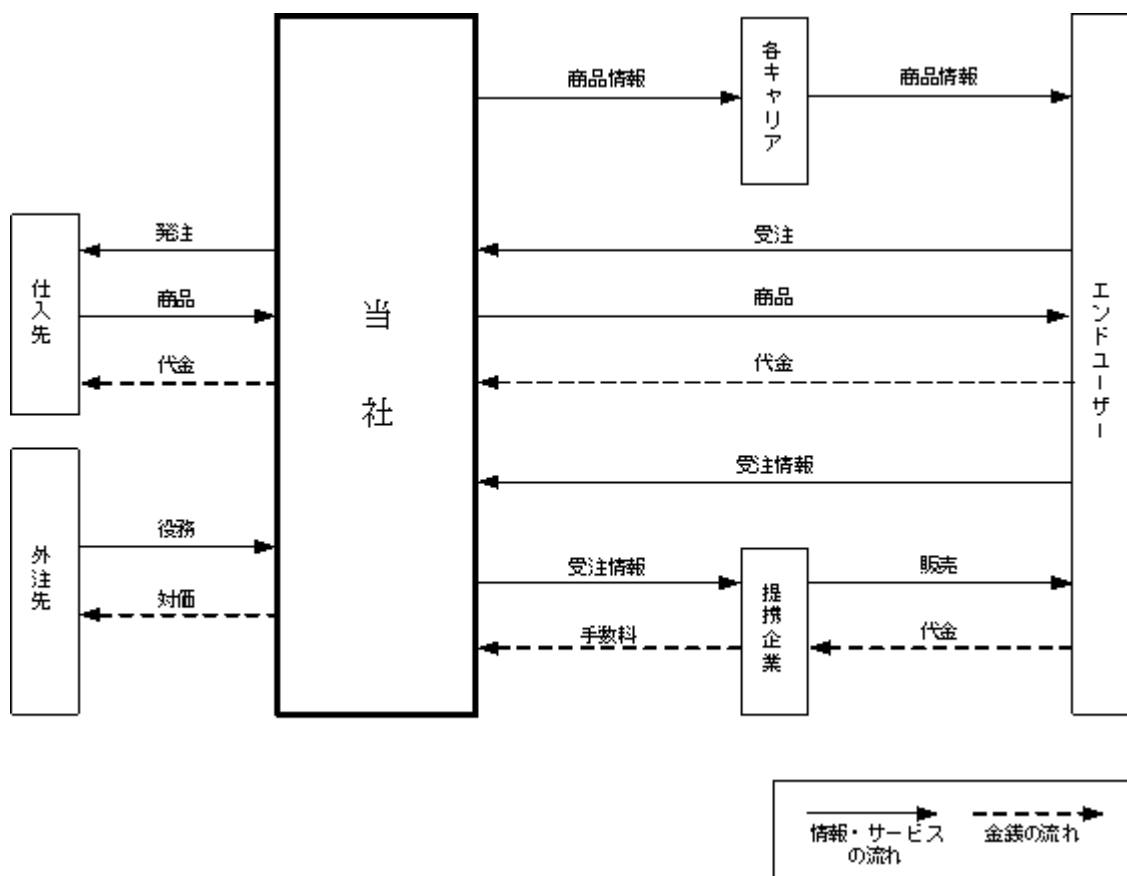 各キャリア
商品情報
商品情報
発注
受注
仕入先
商品
当社
商品
エンドユーザー
代金
代金
受注情報
外注先
役務
受注情報
提携企業
販売
対価
手数料
代金
情報・サービス
の流れ
金銭の流れ